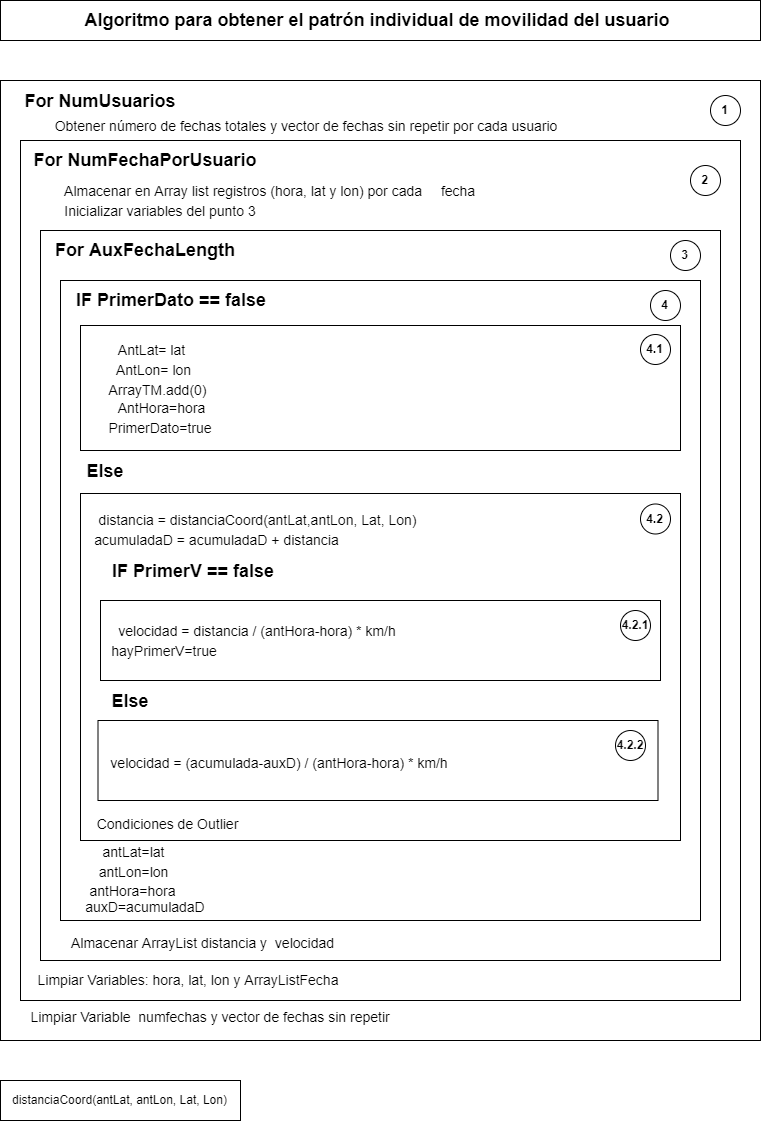 Algoritmo para obtener el patrón individual de movilidad del usuario
For NumUsuarios
1
Obtener número de fechas totales y vector de fechas sin repetir por cada usuario
For NumFechaPorUsuario
2
Almacenar en Array list registros (hora, lat y lon) por cada fecha
Inicializar variables del punto 3
For AuxFechaLength
3
IF PrimerDato == false
4
4.1
AntLat= lat
AntLon= lon
ArrayTM.add(0)
AntHora=hora
PrimerDato=true
Else
4.2
distancia = distanciaCoord(antLat,antLon, Lat, Lon)
acumuladaD = acumuladaD + distancia
IF PrimerV == false
4.2.1
velocidad = distancia / (antHora-hora) * km/h
hayPrimerV=true
Else
4.2.2
velocidad = (acumulada-auxD) / (antHora-hora) * km/h
Condiciones de Outlier
antLat=lat
antLon=lon
antHora=hora
auxD=acumuladaD
Almacenar ArrayList distancia y velocidad
Limpiar Variables: hora, lat, lon y ArrayListFecha
Limpiar Variable numfechas y vector de fechas sin repetir
distanciaCoord(antLat, antLon, Lat, Lon)